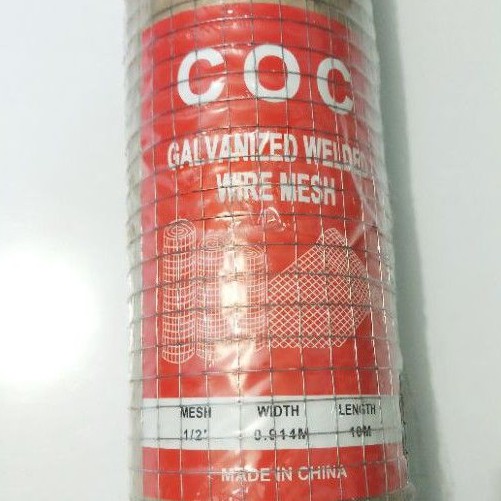 COC
GALVANIZED WELDED
WIRE MESH
MESH WIDTH LENGTH
1/2" 0.914M 10M
MADE IN CHINA